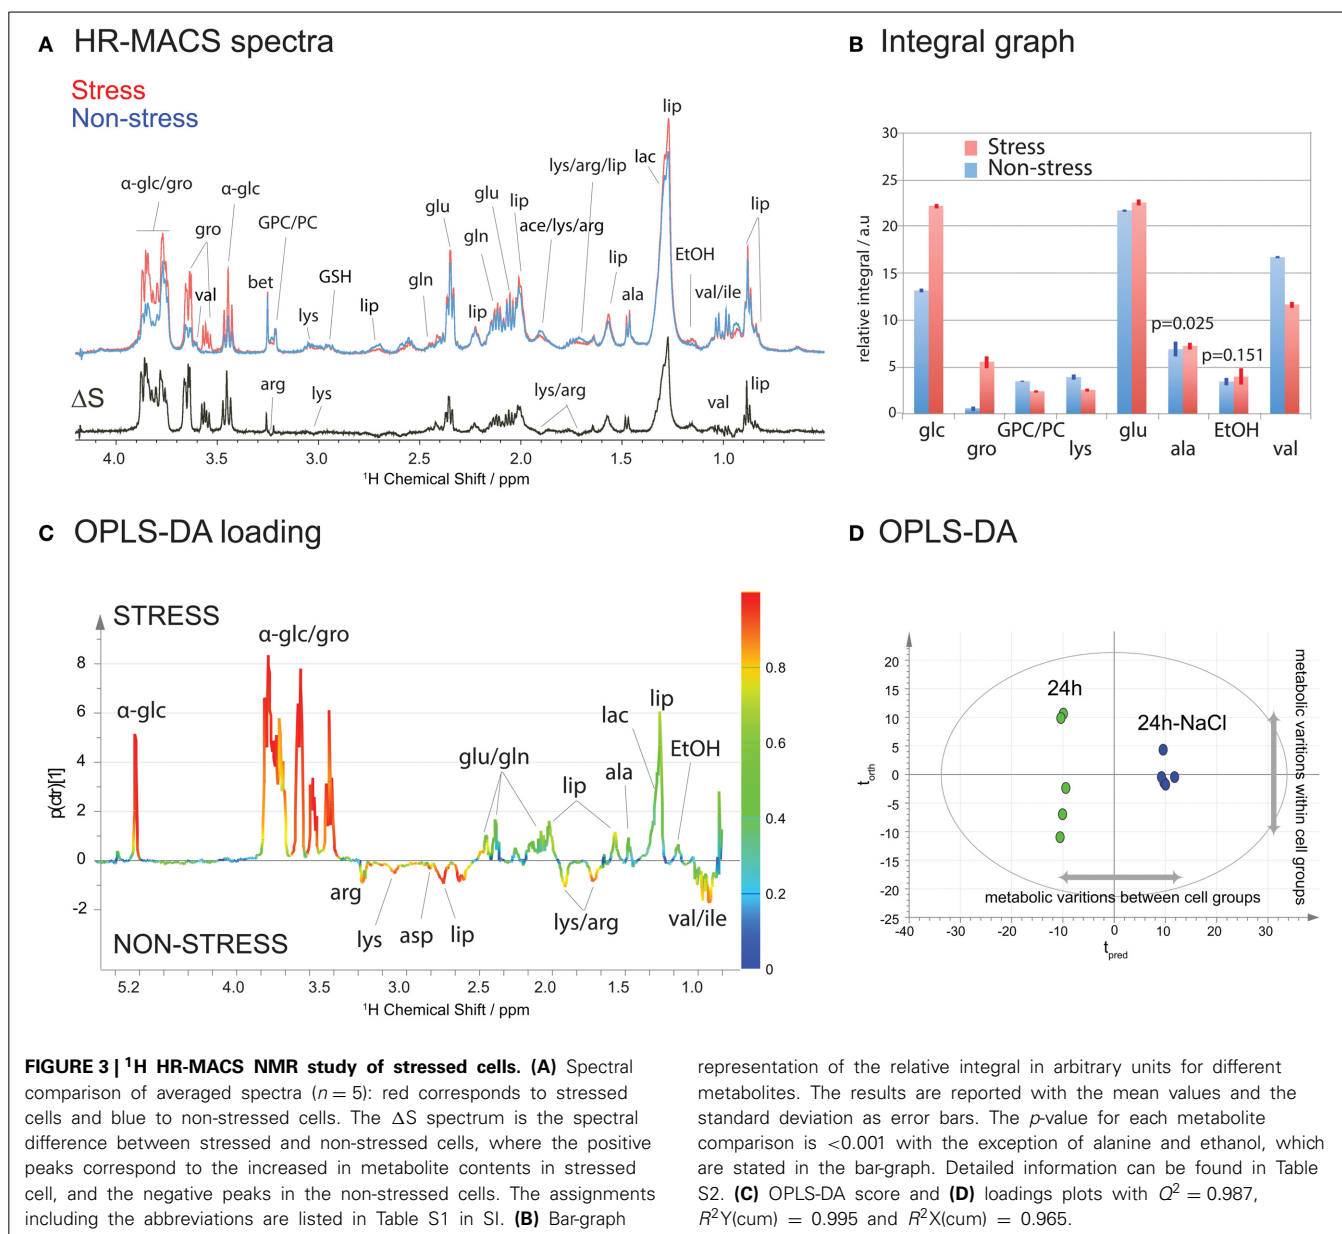 A HR-MACS spectra
Stress
Non-stress
α-glc/gro
gro
val
α-glc
bet
GPC/PC
lys
GSH
lip
gln
glu
lip
gln
glu
lip
ace/lys/arg
lys/arg/lip
lip
ala
lac
lip
EtOH
val/ile
lip
ΔS
arg
lys
lys/arg
val
lip
4.0 3.5 3.0 2.5 2.0 1.5 1.0
¹H Chemical Shift / ppm
B Integral graph
relative integral / a.u
30
25
20
15
10
5
0
Stress
Non-stress
p=0.025
p=0.151
glc gro GPC/PC lys glu ala EtOH val
C OPLS-DA loading
STRESS
NON-STRESS
p(ctr)[1]
8
6
4
2
0
-2
α-glc
α-glc/gro
arg
lys
asp
lip
glu/gln
lip
lys/arg
ala
lac
lip
EtOH
val/ile
0.8
0.6
0.4
0.2
0
5.2 4.0 3.5 3.0 2.5 2.0 1.5 1.0
¹H Chemical Shift / ppm
D OPLS-DA
t_orth
20
15
10
5
0
-5
-10
-15
-20
-25
24h
24h-NaCl
metabolic varitions within cell groups
metabolic varitions between cell groups
-40 -30 -20 -10 0 10 20 30
t_pred
FIGURE 3 | ¹H HR-MACS NMR study of stressed cells. (A) Spectral
comparison of averaged spectra (n = 5): red corresponds to stressed
cells and blue to non-stressed cells. The ΔS spectrum is the spectral
difference between stressed and non-stressed cells, where the positive
peaks correspond to the increased in metabolite contents in stressed
cell, and the negative peaks in the non-stressed cells. The assignments
including the abbreviations are listed in Table S1 in SI. (B) Bar-graph
representation of the relative integral in arbitrary units for different
metabolites. The results are reported with the mean values and the
standard deviation as error bars. The p-value for each metabolite
comparison is <0.001 with the exception of alanine and ethanol, which
are stated in the bar-graph. Detailed information can be found in Table
S2. (C) OPLS-DA score and (D) loadings plots with Q² = 0.987,
R²Y(cum) = 0.995 and R²X(cum) = 0.965.